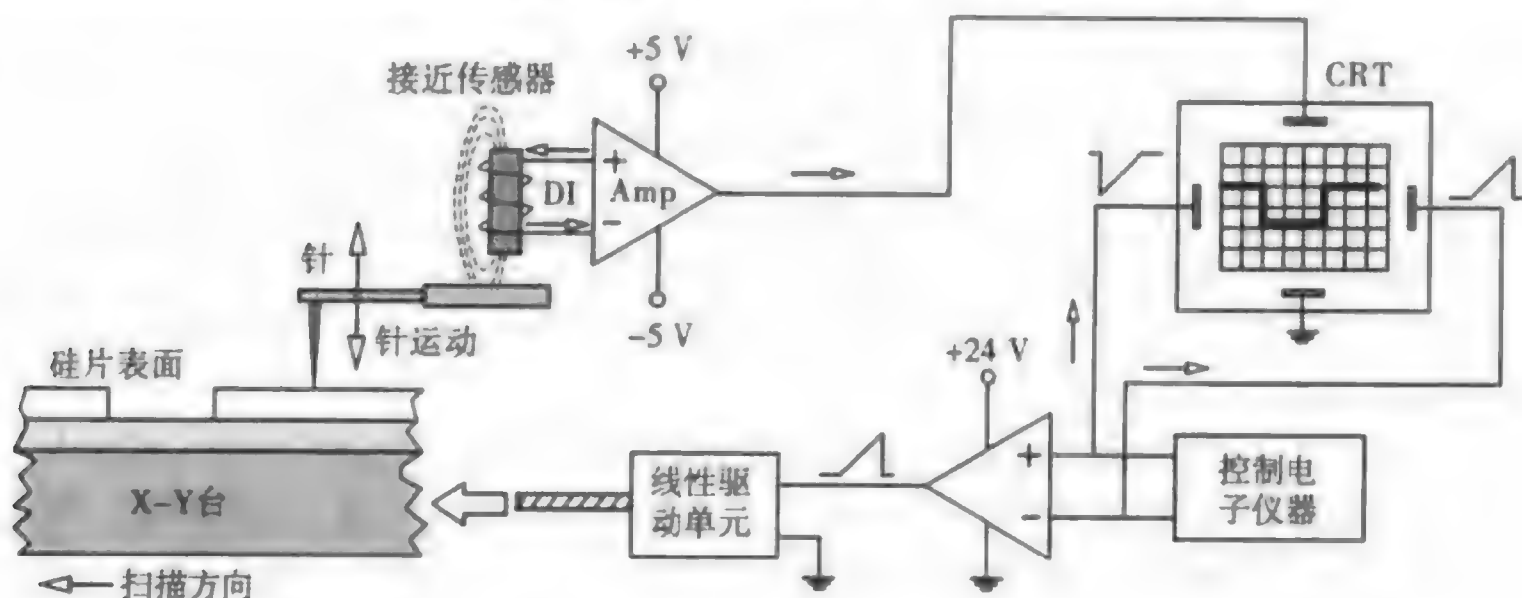 +5 V
接近传感器
CRT
+
DI
Amp
−
针
-5 V
针运动
硅片表面
+24 V
+
−
控制电
子仪器
线性驱
动单元
X-Y台
扫描方向